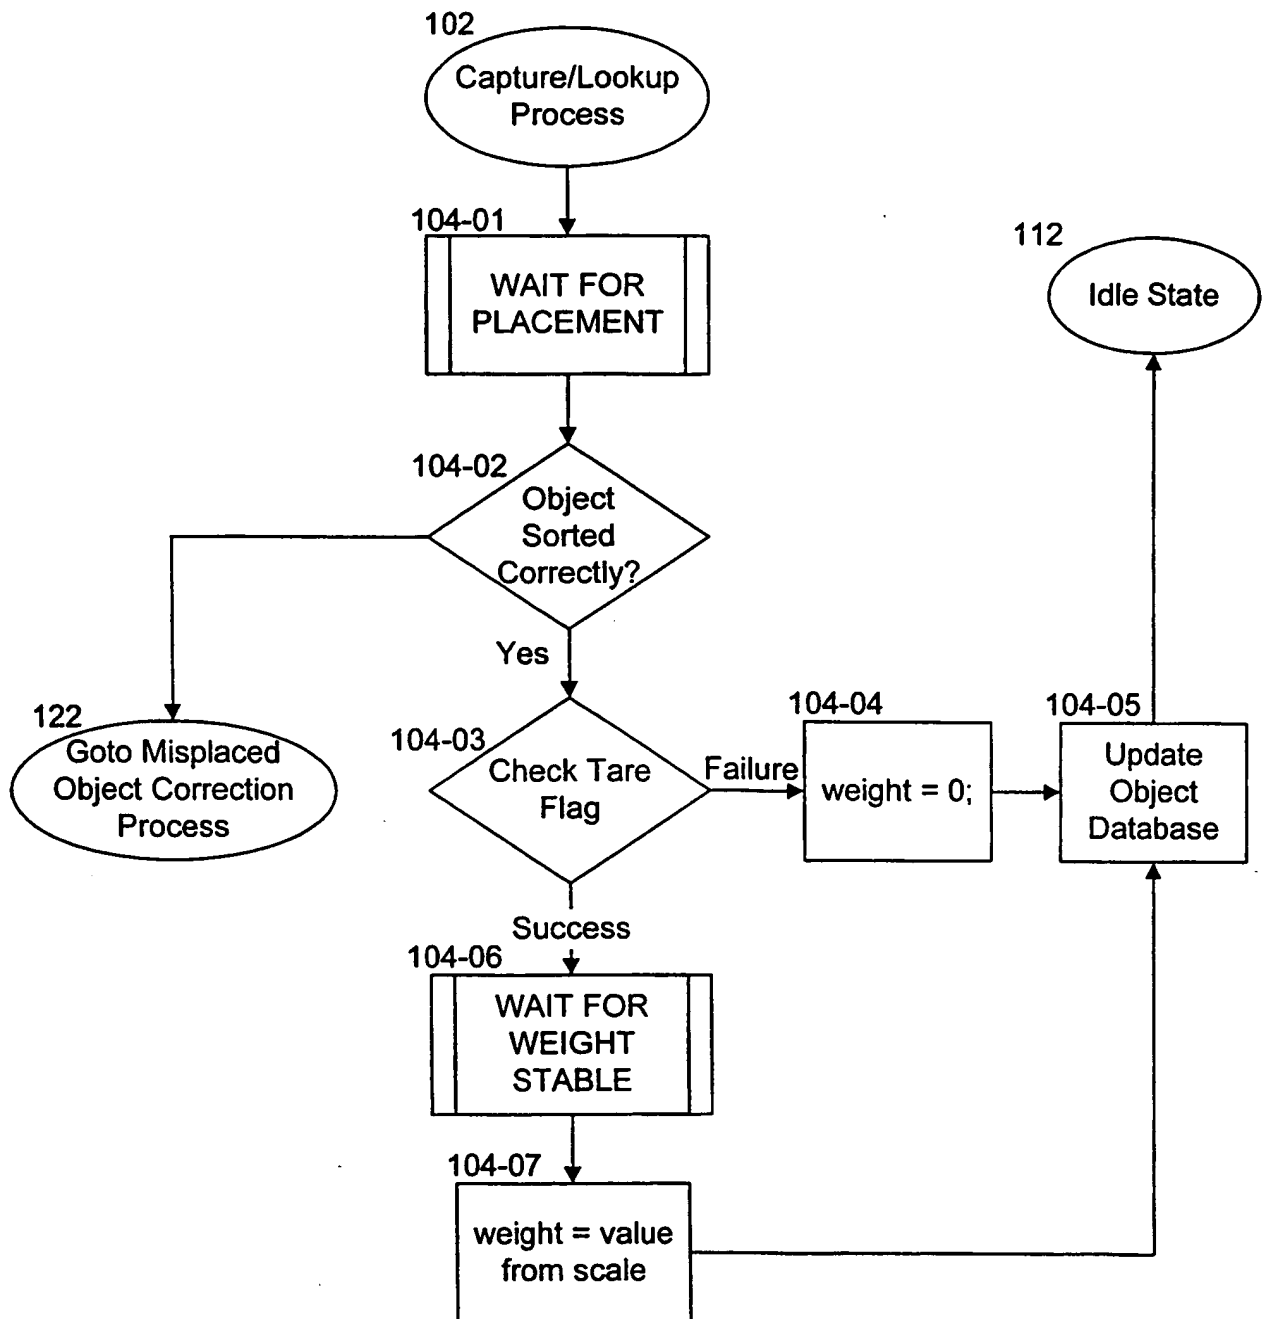 102
Capture/Lookup
Process
104-01
WAIT FOR
PLACEMENT
112
Idle State
104-02
Object
Sorted
Correctly?
Yes
122
Goto Misplaced
Object Correction
Process
104-03
Check Tare
Flag
Failure
104-04
weight = 0;
104-05
Update
Object
Database
Success
104-06
WAIT FOR
WEIGHT
STABLE
104-07
weight = value
from scale